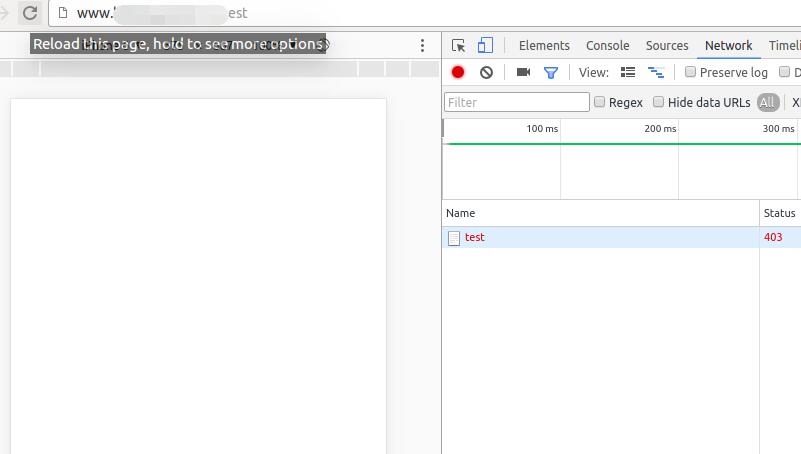 www.
est
Reload this page, hold to see more options
Elements Console Sources Network Timeli
View: Preserve log D
Filter Regex Hide data URLs All X
100 ms 200 ms 300 ms
Name Status
test 403